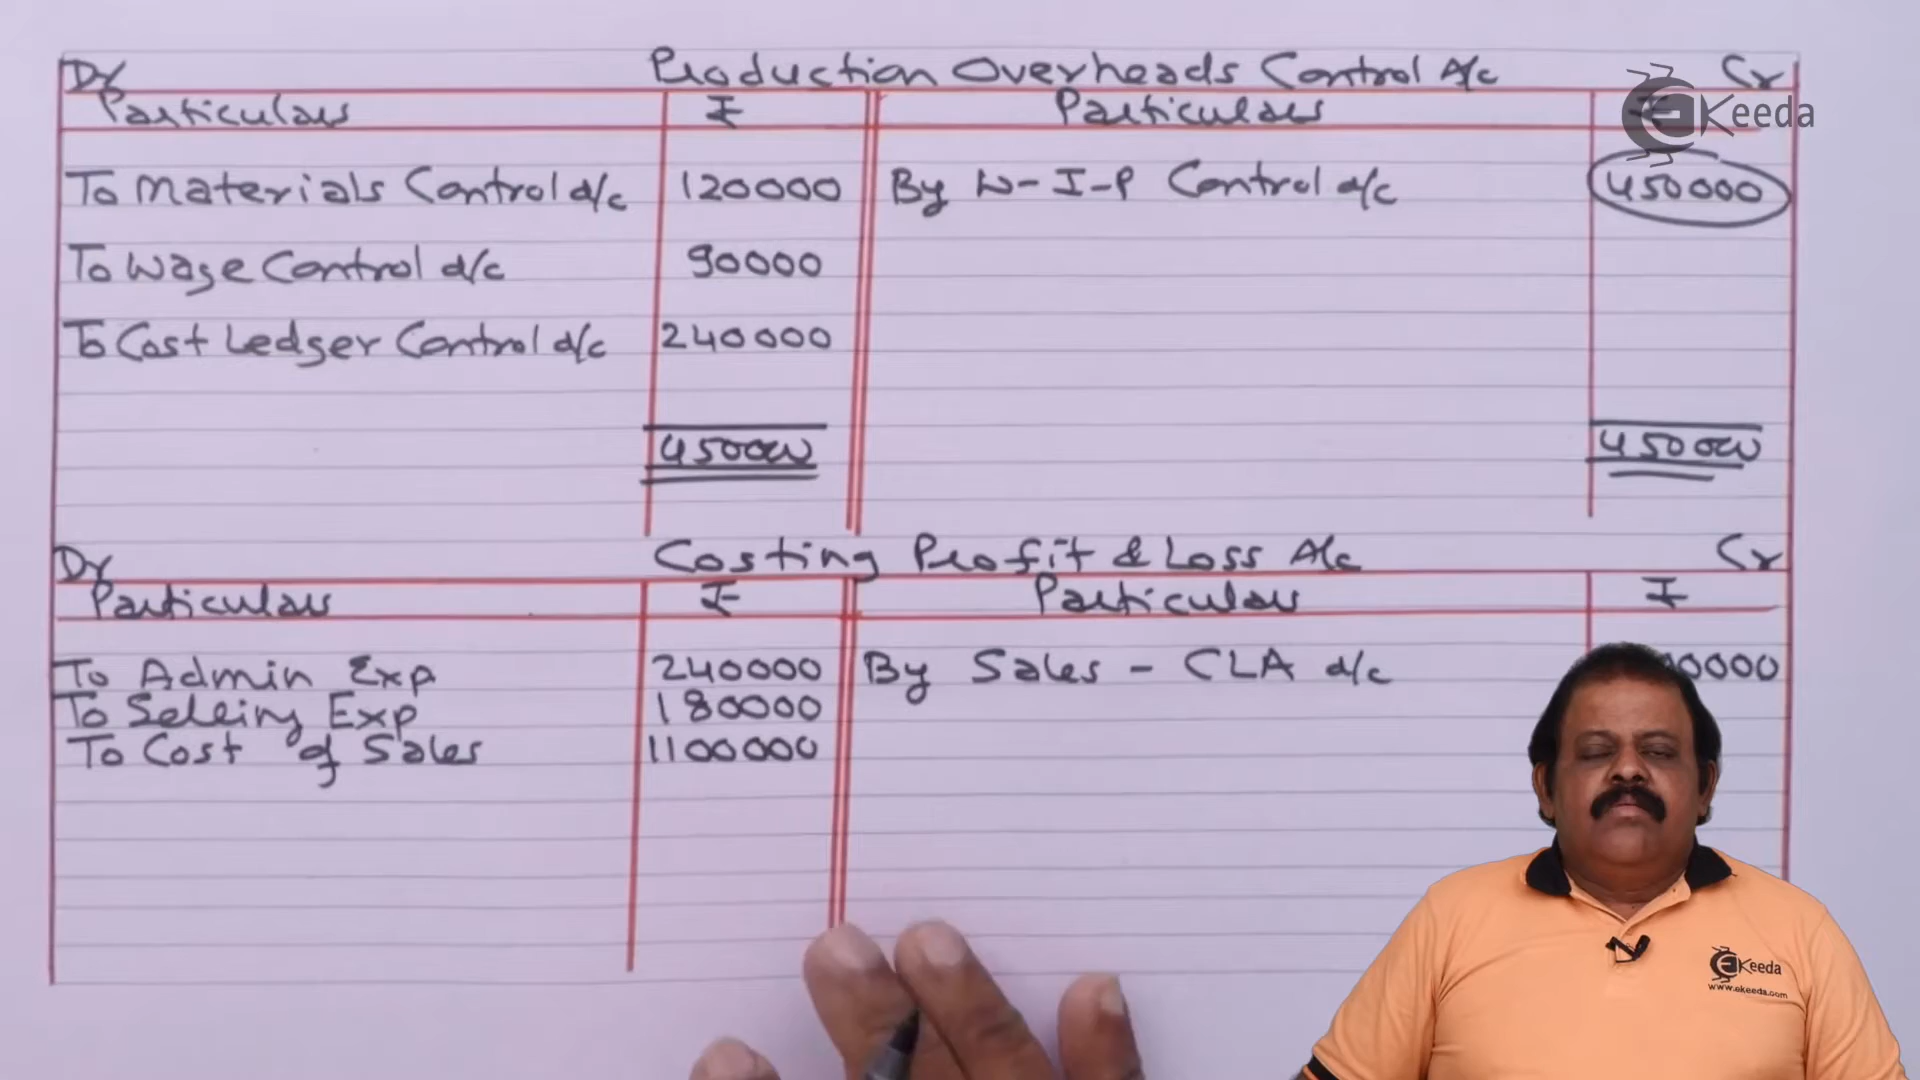 Dr Production Overheads Control A/c Cr
Particulars ₹ Particulars
To Materials Control a/c 120000 By W-I-P Control a/c 450000
To Wage Control a/c 90000
To Cost Ledger Control a/c 240000
450000 450000
Dr Costing Profit & Loss A/c Cr
Particulars ₹ Particulars ₹
To Admin Exp 240000 By Sales - CLA a/c
To Selling Exp 180000
To Cost of Sales 1100000
EKeeda
EKeeda
www.ekeeda.com